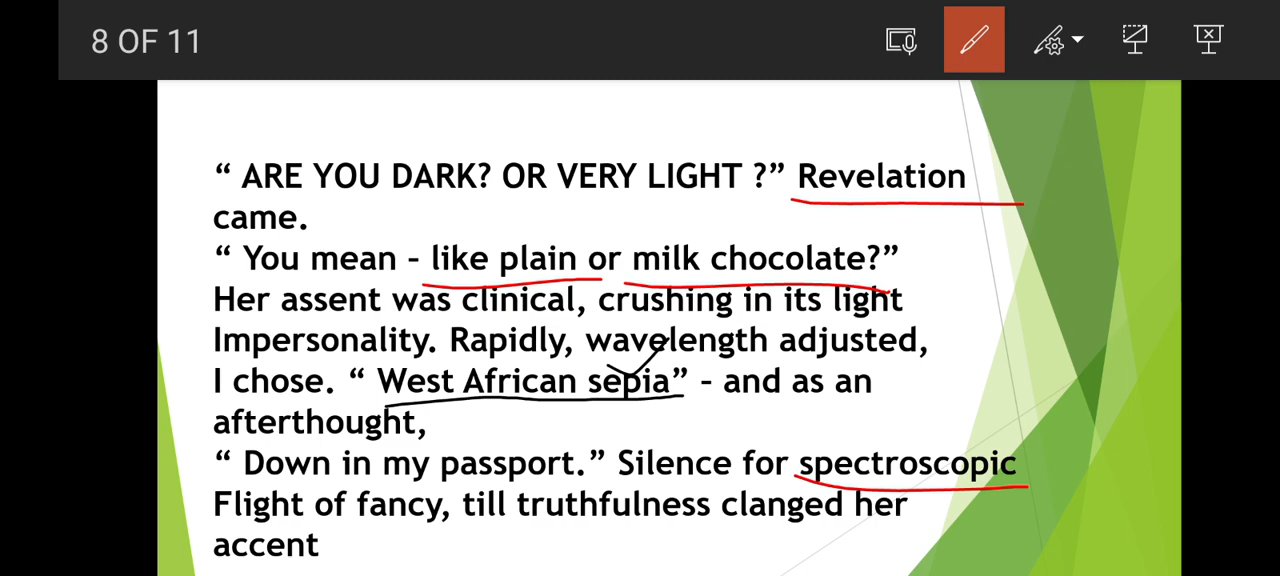 8 OF 11
“ ARE YOU DARK? OR VERY LIGHT ?” Revelation
came.
“ You mean – like plain or milk chocolate?”
Her assent was clinical, crushing in its light
Impersonality. Rapidly, wavelength adjusted,
I chose. “ West African sepia” – and as an
afterthought,
“ Down in my passport.” Silence for spectroscopic
Flight of fancy, till truthfulness clanged her
accent